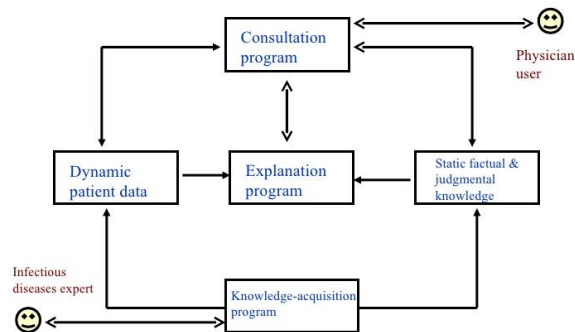 Consultation
program
Physician
user
Dynamic
patient data
Explanation
program
Static factual &
judgmental
knowledge
Infectious
diseases expert
Knowledge-acquisition
program